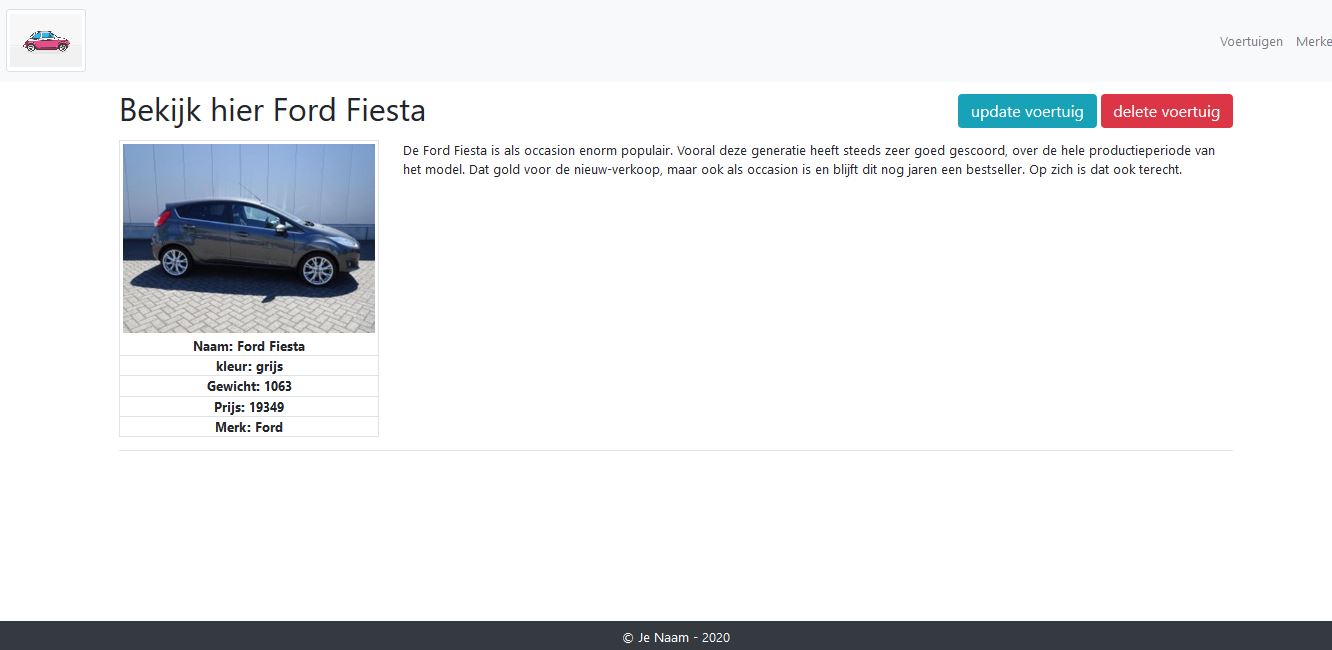 Voertuigen Merke
Bekijk hier Ford Fiesta
update voertuig delete voertuig
De Ford Fiesta is als occasion enorm populair. Vooral deze generatie heeft steeds zeer goed gescoord, over de hele productieperiode van
het model. Dat gold voor de nieuw-verkoop, maar ook als occasion is en blijft dit nog jaren een bestseller. Op zich is dat ook terecht.
Naam: Ford Fiesta
kleur: grijs
Gewicht: 1063
Prijs: 19349
Merk: Ford
© Je Naam - 2020